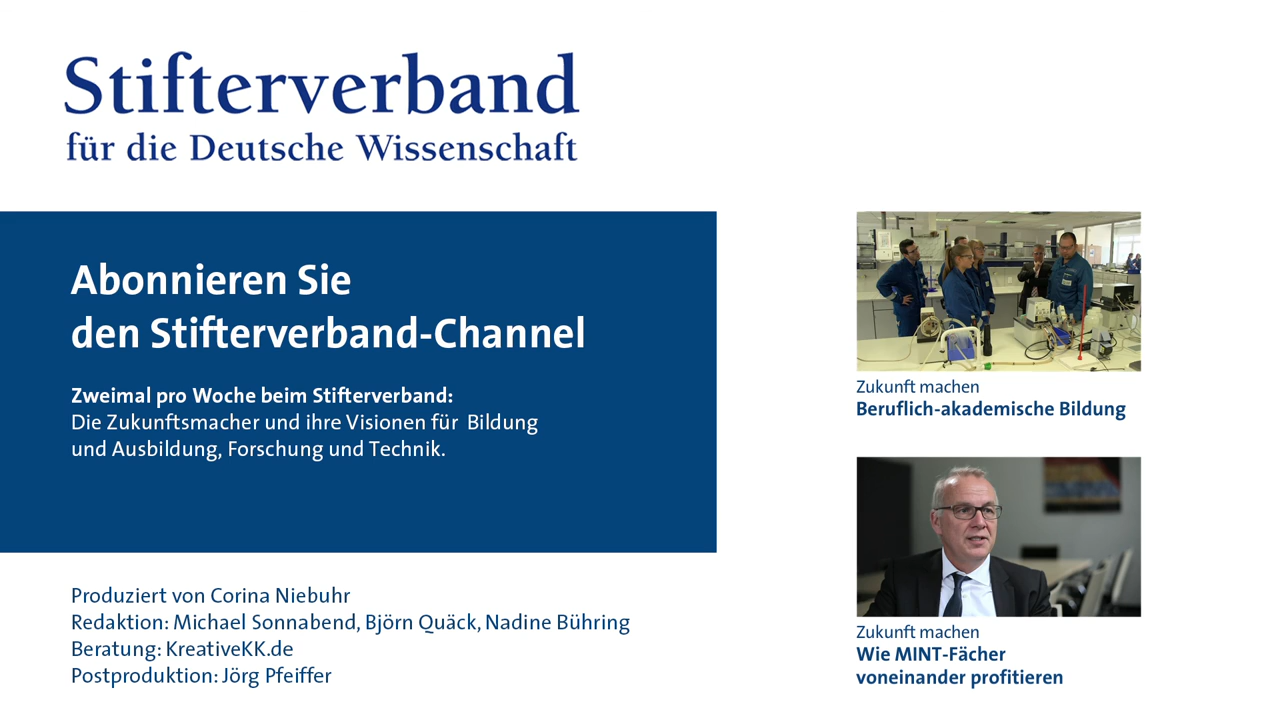 Stifterverband
für die Deutsche Wissenschaft
Abonnieren Sie
den Stifterverband-Channel
Zweimal pro Woche beim Stifterverband:
Die Zukunftsmacher und ihre Visionen für Bildung
und Ausbildung, Forschung und Technik.
Produziert von Corina Niebuhr
Redaktion: Michael Sonnabend, Björn Quäck, Nadine Bühring
Beratung: KreativeKK.de
Postproduktion: Jörg Pfeiffer
Zukunft machen
Beruflich-akademische Bildung
Zukunft machen
Wie MINT-Fächer
voneinander profitieren